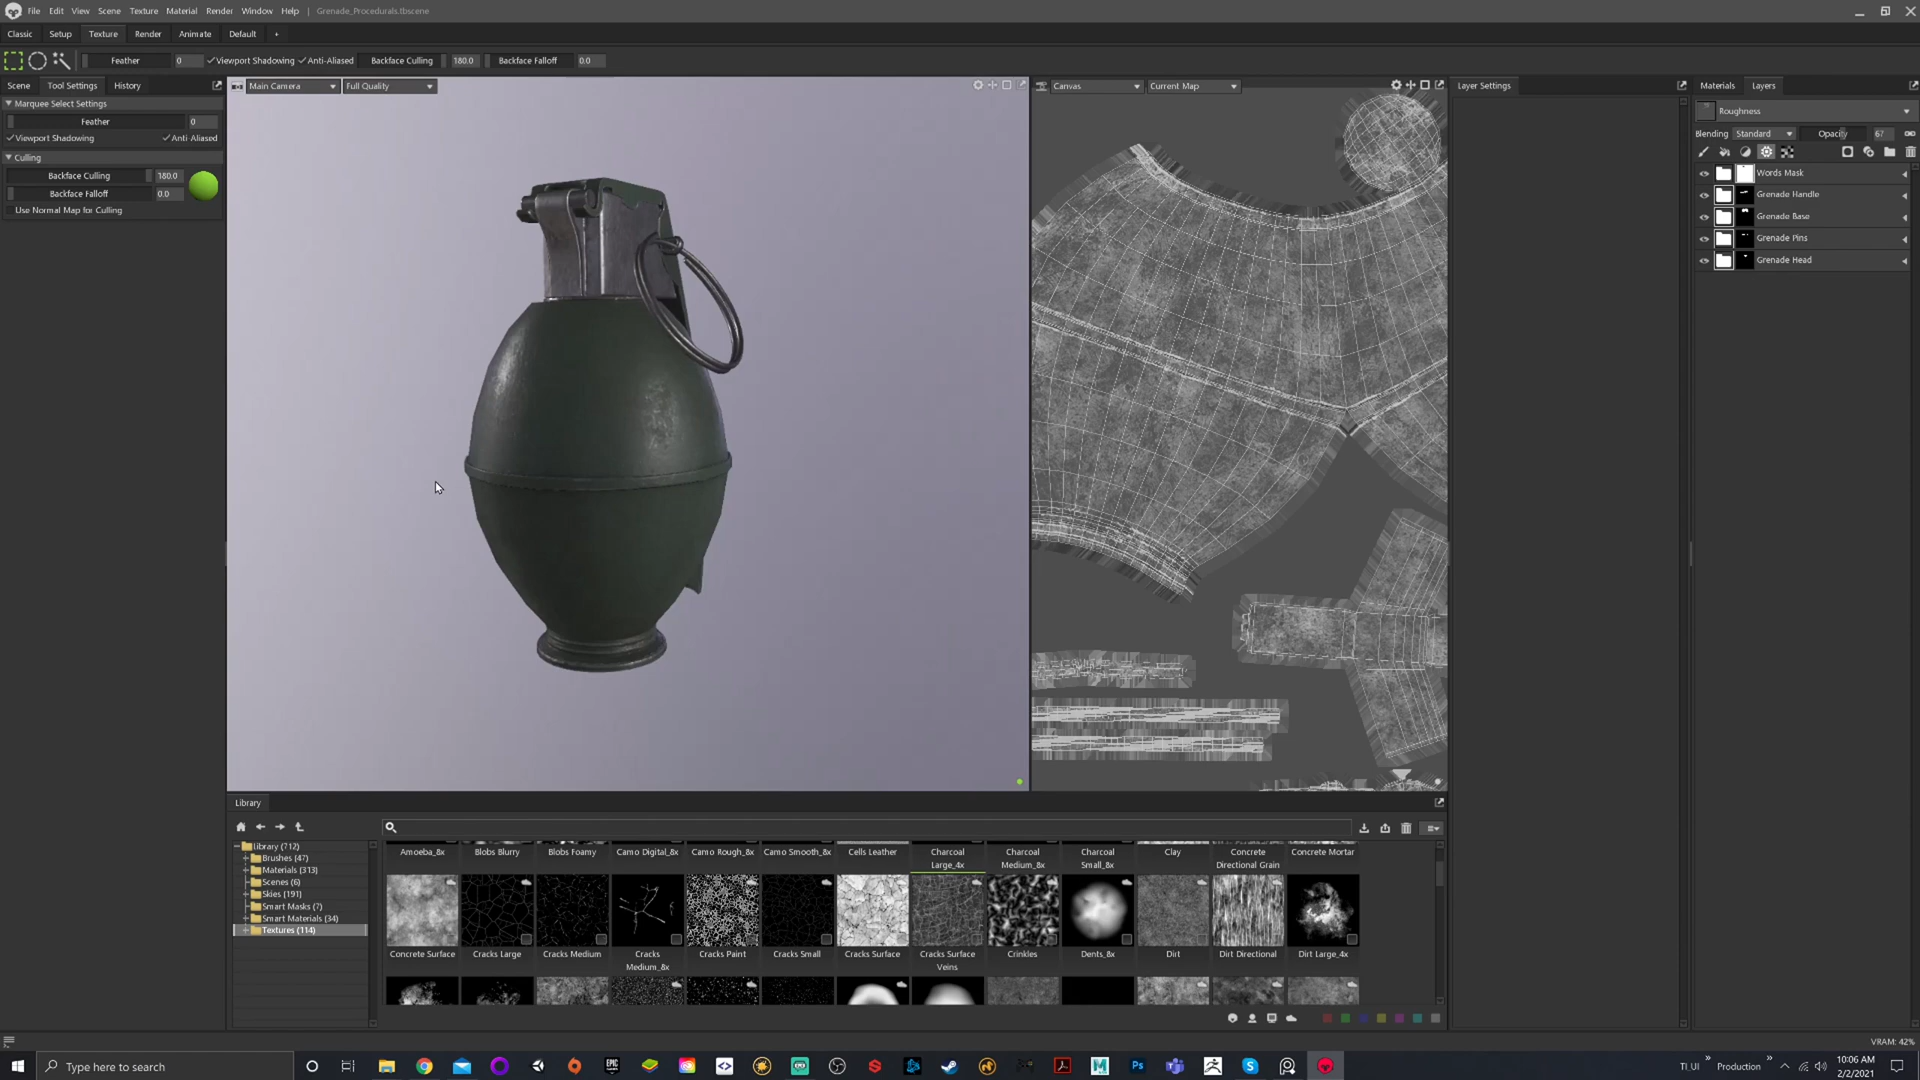 File Edit View Scene Texture Material Render Window Help Grenade_Procedurals.tbscene
Classic Setup Texture Render Animate Default +
Feather 0 Viewport Shadowing Anti-Aliased Backface Culling 180.0 Backface Falloff 0.0
Scene Tool Settings History
Marquee Select Settings
Feather 0
Viewport Shadowing Anti-Aliased
Culling
Backface Culling 180.0
Backface Falloff 0.0
Use Normal Map for Culling
Main Camera Full Quality
Canvas Current Map
Layer Settings
Materials Layers
Roughness
Blending Standard Opacity 67
Words Mask
Grenade Handle
Grenade Base
Grenade Pins
Grenade Head
Library
Library (712)
Brushes (47)
Materials (313)
Scenes (6)
Skies (191)
Smart Masks (7)
Smart Materials (34)
Textures (114)
Amoeba_8x Blobs Blurry Blobs Foamy Camo Digital_8x Camo Rough_8x Camo Smooth_8x Cells Leather Charcoal Large_4x Charcoal Medium_8x Charcoal Small_8x Clay Concrete Directional Grain Concrete Mortar
Concrete Surface Cracks Large Cracks Medium Cracks Medium_8x Cracks Paint Cracks Small Cracks Surface Cracks Surface Veins Crinkles Dents_8x Dirt Dirt Directional Dirt Large_4x
VRAM: 42%
Type here to search
TI_UI Production
10:06 AM
2/2/2021